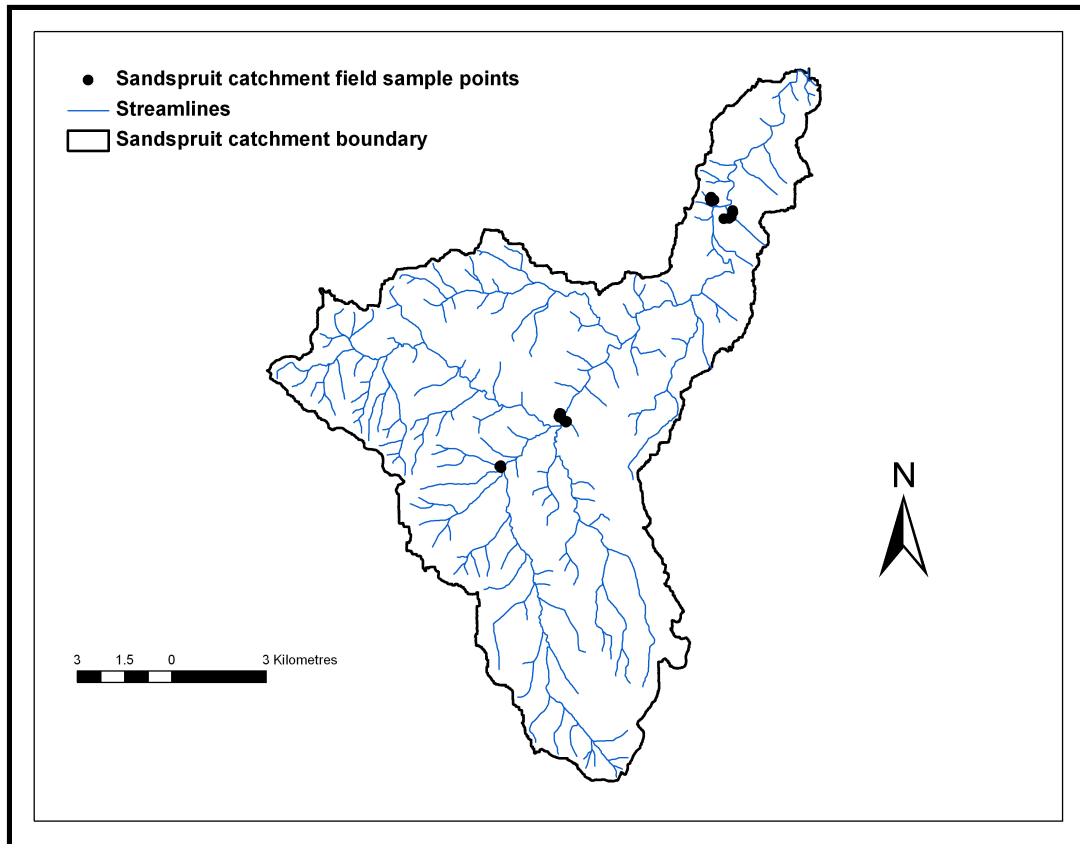 Sandspruit catchment field sample points
Streamlines
Sandspruit catchment boundary
N
3 1.5 0 3 Kilometres